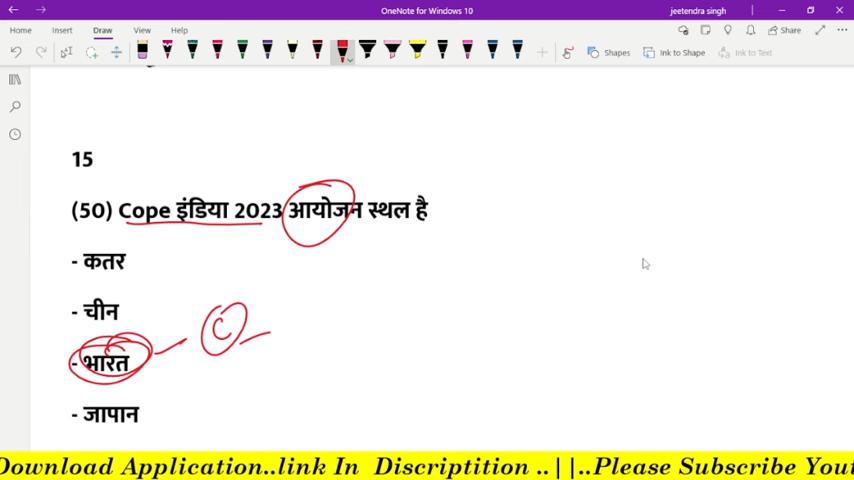 OneNote for Windows 10
jeetendra singh
Home Insert Draw View Help
Share
Shapes Ink to Shape Ink to Text
15
(50) Cope इंडिया 2023 आयोजन स्थल है
- कतर
- चीन
- भारत
C
- जापान
Download Application..link In Discriptition ..||..Please Subscribe Yout